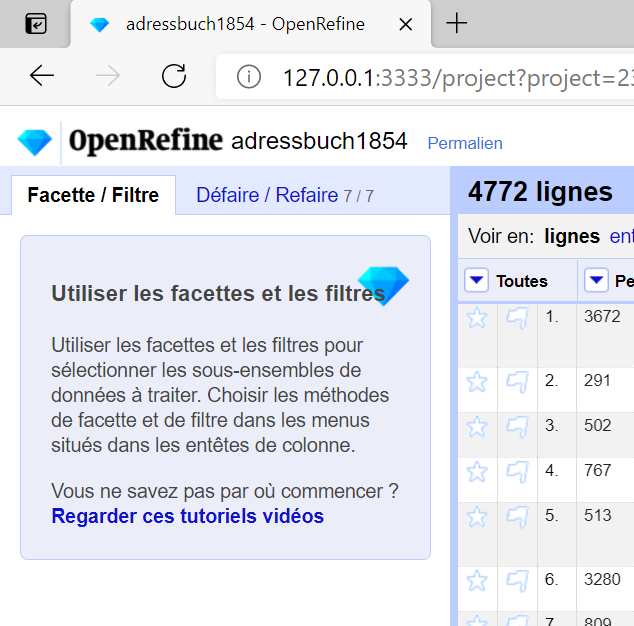 adressbuch1854 - OpenRefine
127.0.0.1:3333/project?project=23
OpenRefine adressbuch1854 Permalien
Facette / Filtre Défaire / Refaire 7 / 7
Utiliser les facettes et les filtres
Utiliser les facettes et les filtres pour
sélectionner les sous-ensembles de
données à traiter. Choisir les méthodes
de facette et de filtre dans les menus
situés dans les entêtes de colonne.
Vous ne savez pas par où commencer ?
Regarder ces tutoriels vidéos
4772 lignes
Voir en: lignes ent
Toutes Pe
1. 3672
2. 291
3. 502
4. 767
5. 513
6. 3280
7. 809